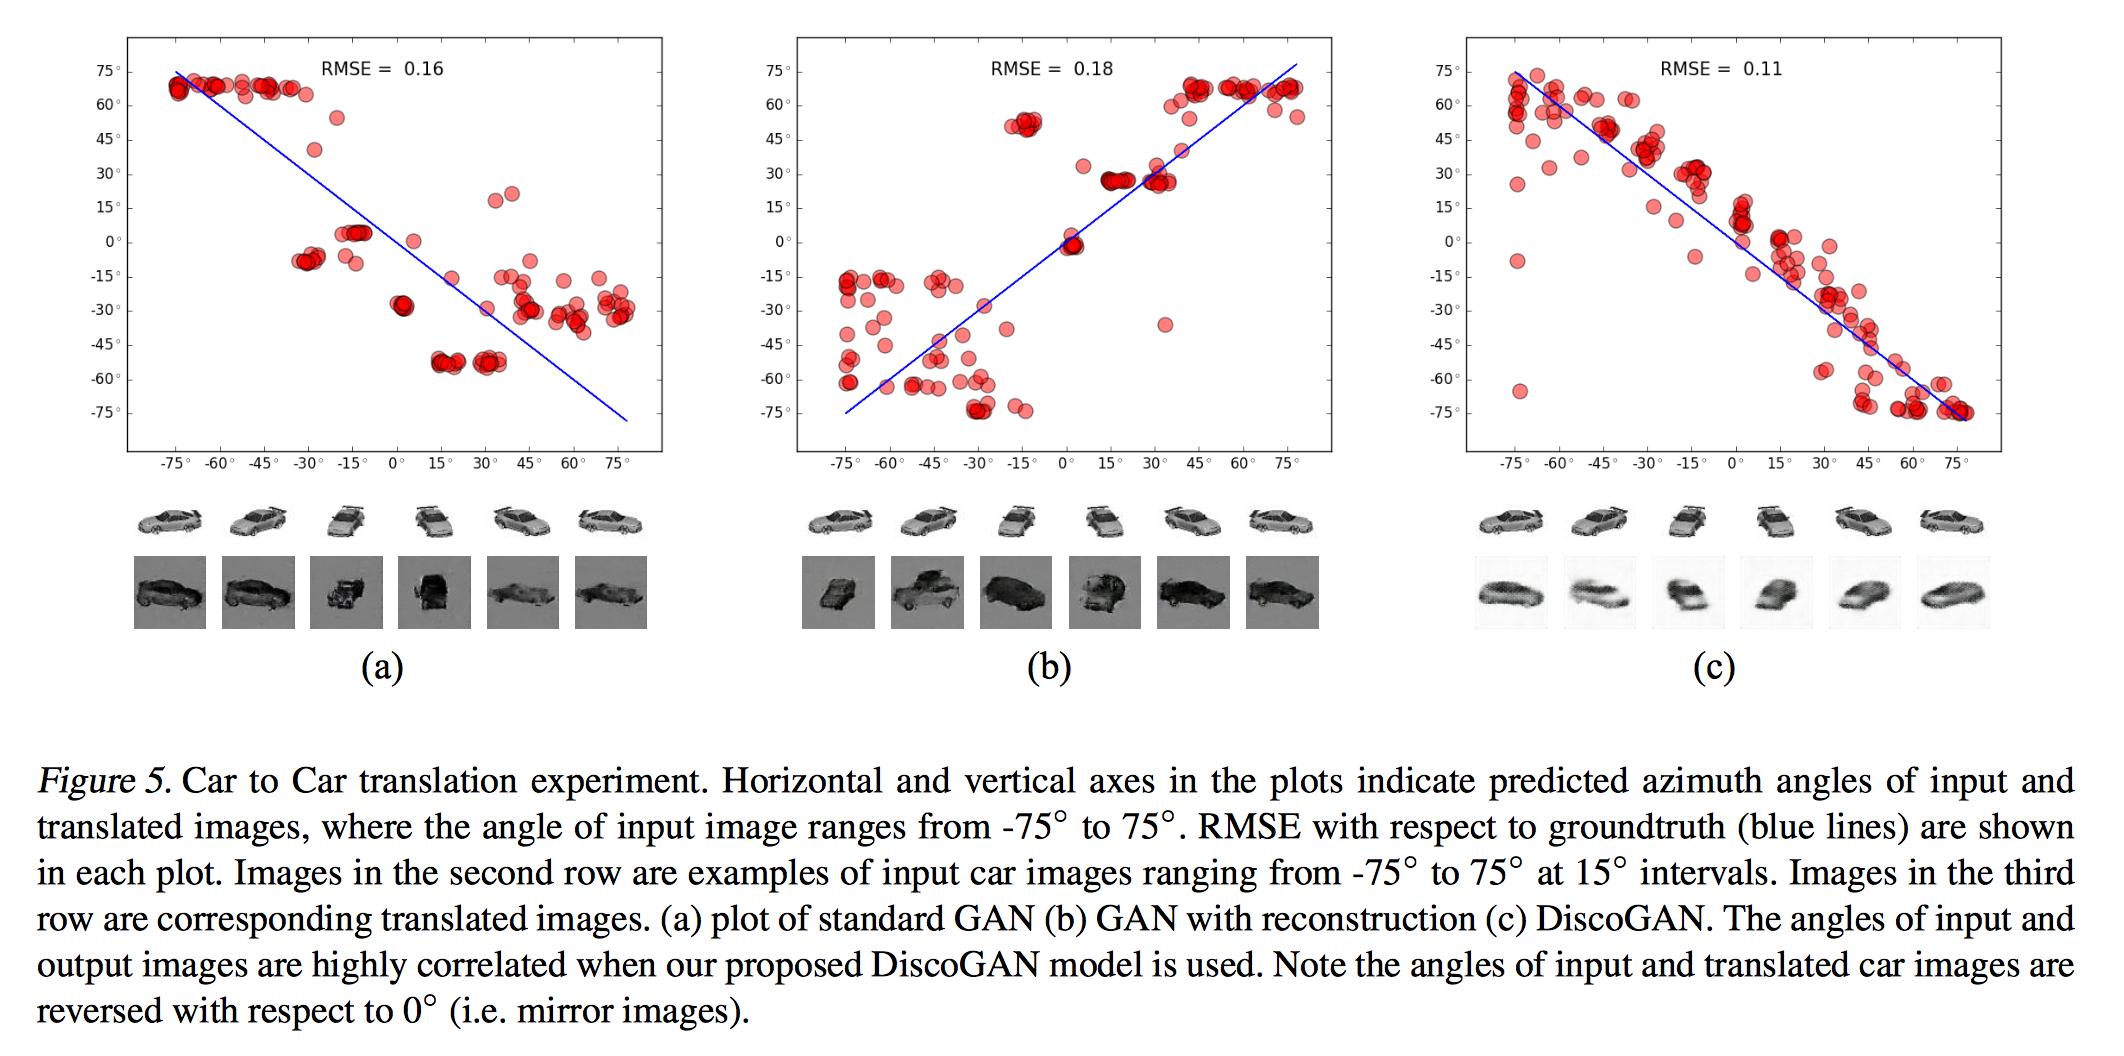 RMSE = 0.16
75°
60°
45°
30°
15°
0°
-15°
-30°
-45°
-60°
-75°
-75° -60° -45° -30° -15° 0° 15° 30° 45° 60° 75°
(a)
RMSE = 0.18
75°
60°
45°
30°
15°
0°
-15°
-30°
-45°
-60°
-75°
-75° -60° -45° -30° -15° 0° 15° 30° 45° 60° 75°
(b)
RMSE = 0.11
75°
60°
45°
30°
15°
0°
-15°
-30°
-45°
-60°
-75°
-75° -60° -45° -30° -15° 0° 15° 30° 45° 60° 75°
(c)
Figure 5. Car to Car translation experiment. Horizontal and vertical axes in the plots indicate predicted azimuth angles of input and
translated images, where the angle of input image ranges from -75° to 75°. RMSE with respect to groundtruth (blue lines) are shown
in each plot. Images in the second row are examples of input car images ranging from -75° to 75° at 15° intervals. Images in the third
row are corresponding translated images. (a) plot of standard GAN (b) GAN with reconstruction (c) DiscoGAN. The angles of input and
output images are highly correlated when our proposed DiscoGAN model is used. Note the angles of input and translated car images are
reversed with respect to 0° (i.e. mirror images).